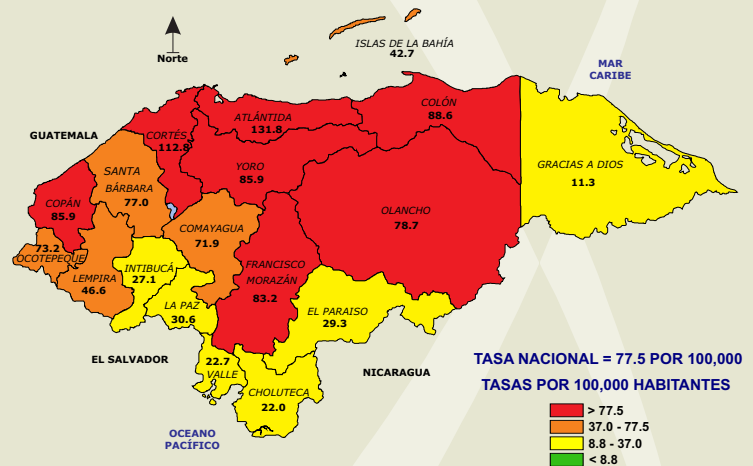 ISLAS DE LA BAHÍA
42.7
Norte
MAR
CARIBE
COLÓN
88.6
ATLÁNTIDA
131.8
GUATEMALA
CORTÉS
112.8
GRACIAS A DIOS
11.3
YORO
85.9
SANTA
BÁRBARA
77.0
COPÁN
85.9
OLANCHO
78.7
COMAYAGUA
71.9
73.2
OCOTEPEQUE
INTIBUCÁ
27.1
FRANCISCO
MORAZÁN
83.2
LEMPIRA
46.6
LA PAZ
30.6
EL PARAISO
29.3
EL SALVADOR
22.7
VALLE
NICARAGUA
CHOLUTECA
22.0
OCEANO
PACÍFICO
TASA NACIONAL = 77.5 POR 100,000
TASAS POR 100,000 HABITANTES
> 77.5
37.0 - 77.5
8.8 - 37.0
< 8.8